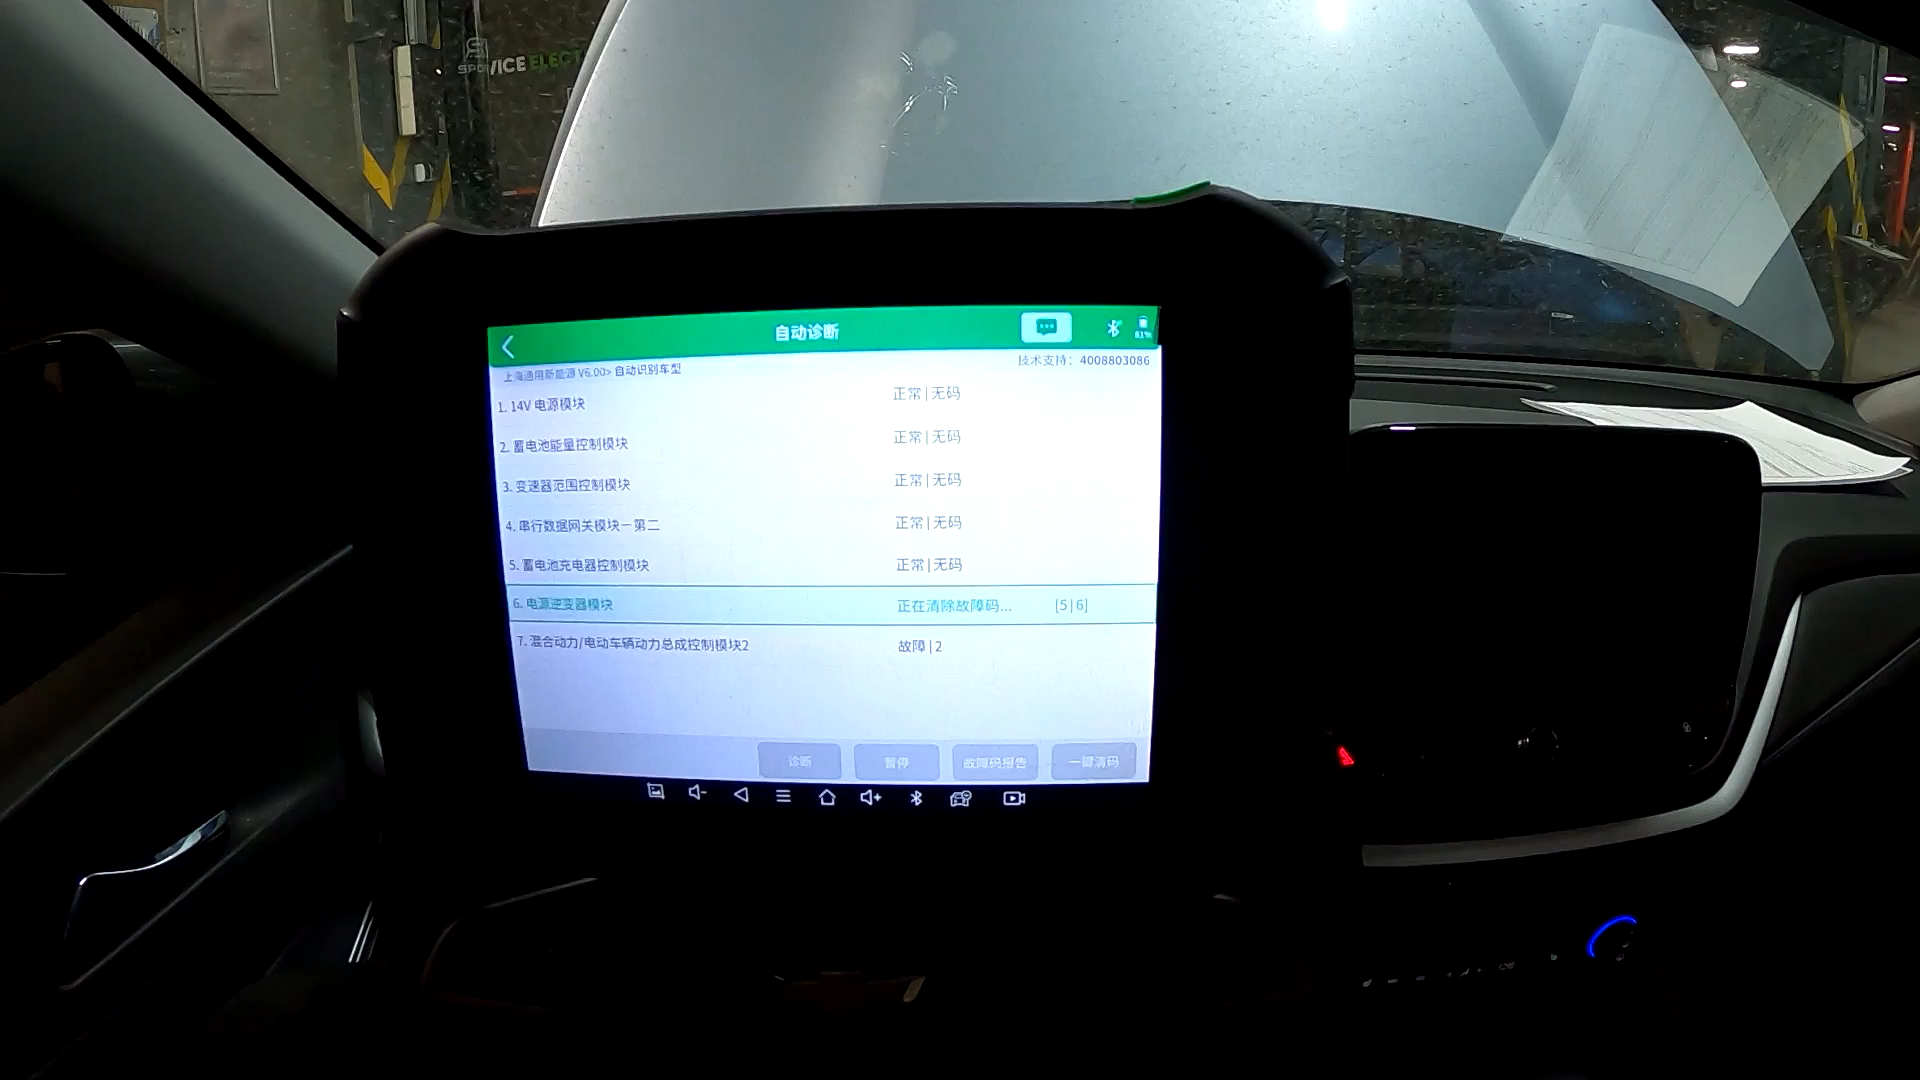 VICE ELECT
自动诊断
81%
上海通用新能源 V6.00> 自动识别车型
技术支持: 4008803086
1. 14V 电源模块 正常|无码
2. 蓄电池能量控制模块 正常|无码
3. 变速器范围控制模块 正常|无码
4. 串行数据网关模块－第二 正常|无码
5. 蓄电池充电器控制模块 正常|无码
6. 电源逆变器模块 正在清除故障码... [5|6]
7. 混合动力/电动车辆动力总成控制模块2 故障|2
诊断 暂停 故障码报告 一键清码